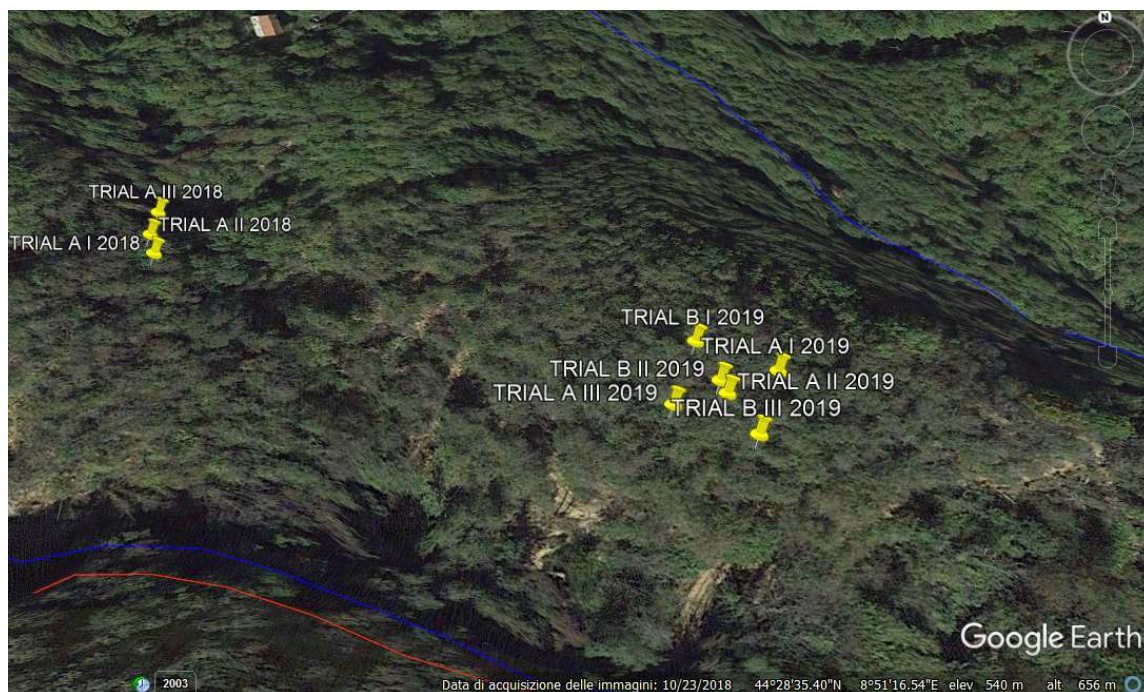 N
TRIAL A III 2018
TRIAL A II 2018
TRIAL A I 2018
TRIAL B I 2019
TRIAL A I 2019
TRIAL B II 2019
TRIAL A II 2019
TRIAL A III 2019
TRIAL B III 2019
Google Earth
2003
Data di acquisizione delle immagini: 10/23/2018 44°28'35.40"N 8°51'16.54"E elev 540 m alt 656 m